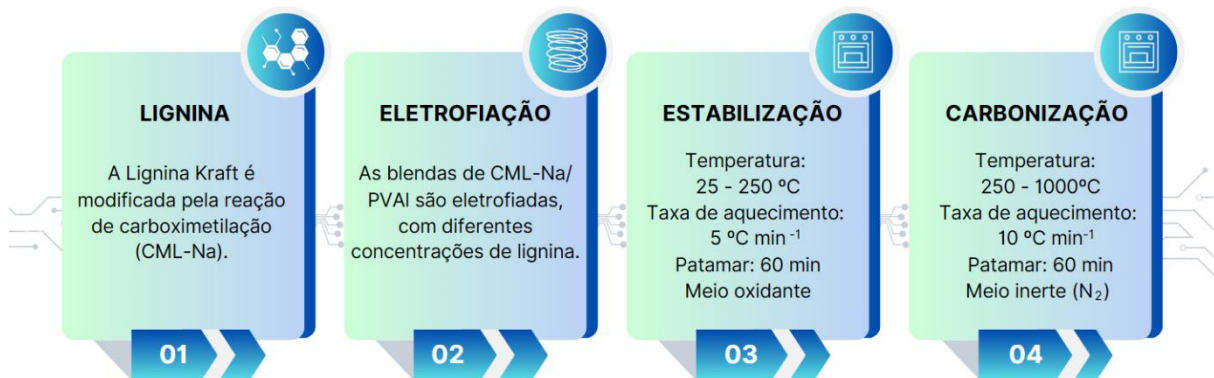 LIGNINA
A Lignina Kraft é
modificada pela reação
de carboximetilação
(CML-Na).
01
ELETROFIAÇÃO
As blendas de CML-Na/
PVAl são eletrofiadas,
com diferentes
concentrações de lignina.
02
ESTABILIZAÇÃO
Temperatura:
25 - 250 ºC
Taxa de aquecimento:
5 ºC min ⁻¹
Patamar: 60 min
Meio oxidante
03
CARBONIZAÇÃO
Temperatura:
250 - 1000ºC
Taxa de aquecimento:
10 ºC min⁻¹
Patamar: 60 min
Meio inerte (N₂)
04